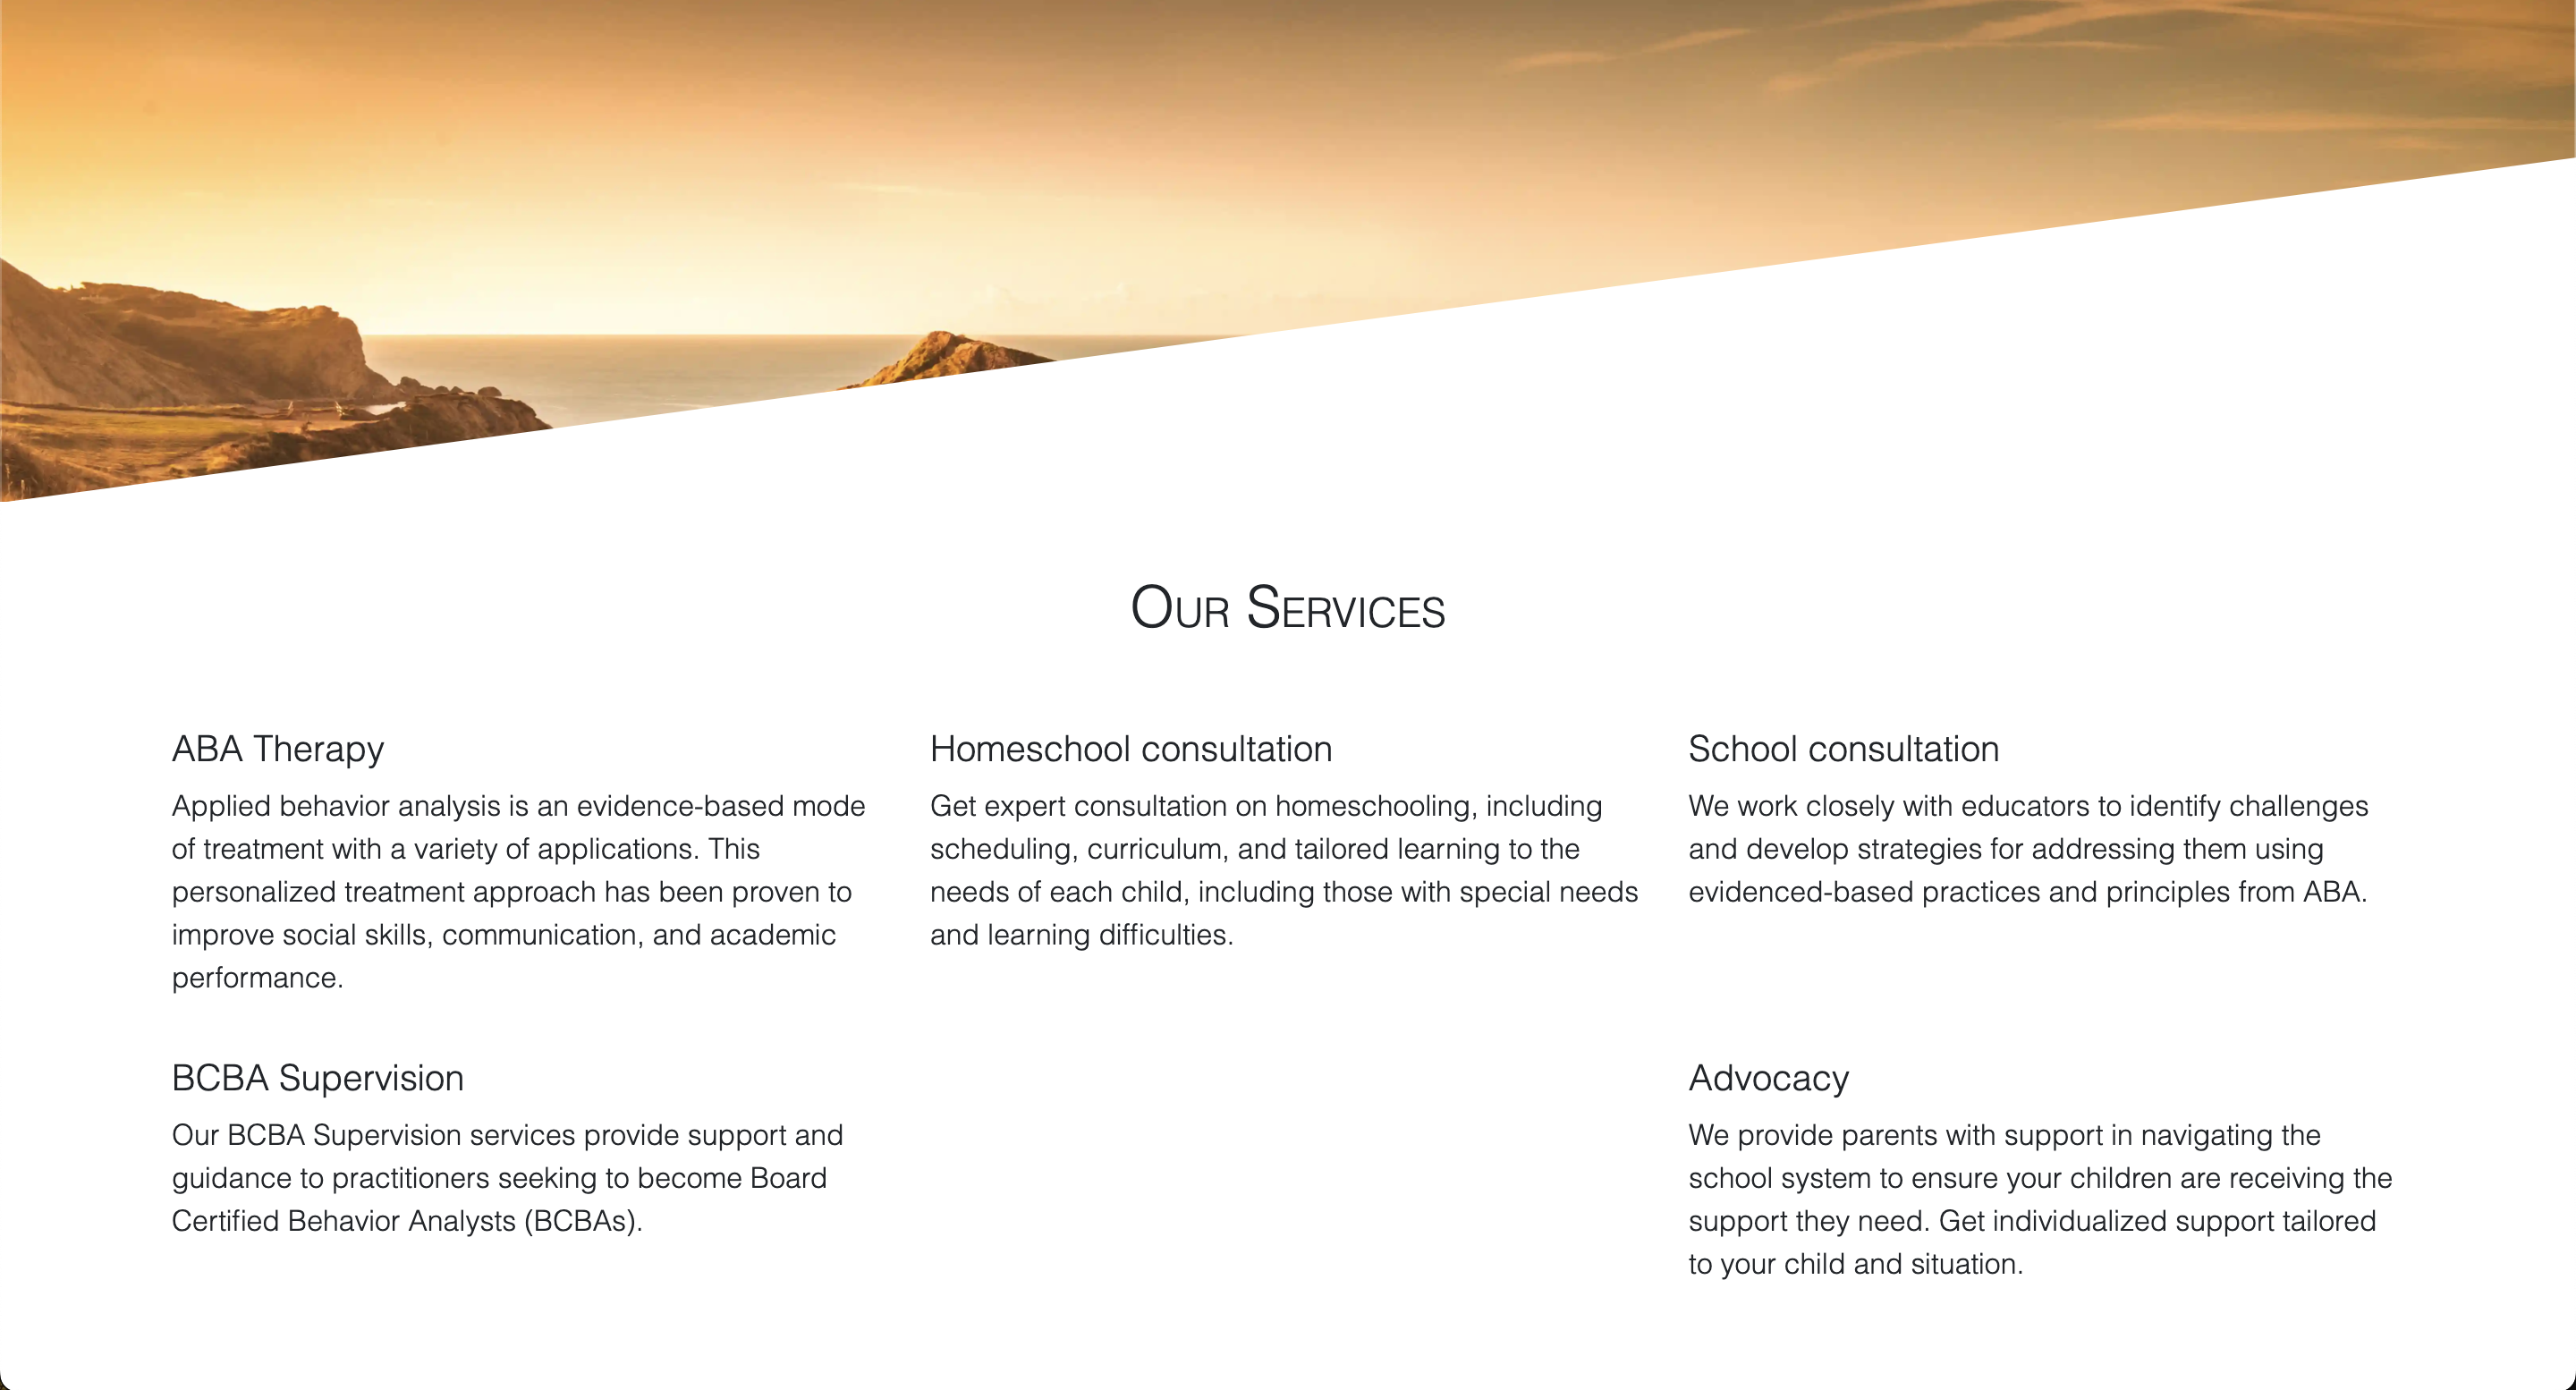 Our Services
ABA Therapy
Applied behavior analysis is an evidence-based mode
of treatment with a variety of applications. This
personalized treatment approach has been proven to
improve social skills, communication, and academic
performance.
Homeschool consultation
Get expert consultation on homeschooling, including
scheduling, curriculum, and tailored learning to the
needs of each child, including those with special needs
and learning difficulties.
School consultation
We work closely with educators to identify challenges
and develop strategies for addressing them using
evidenced-based practices and principles from ABA.
BCBA Supervision
Our BCBA Supervision services provide support and
guidance to practitioners seeking to become Board
Certified Behavior Analysts (BCBAs).
Advocacy
We provide parents with support in navigating the
school system to ensure your children are receiving the
support they need. Get individualized support tailored
to your child and situation.